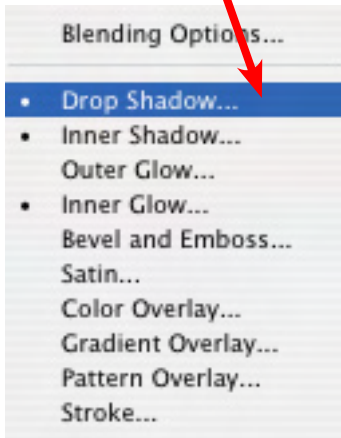 Blending Options...
• Drop Shadow...
• Inner Shadow...
Outer Glow...
• Inner Glow...
Bevel and Emboss...
Satin...
Color Overlay...
Gradient Overlay...
Pattern Overlay...
Stroke...